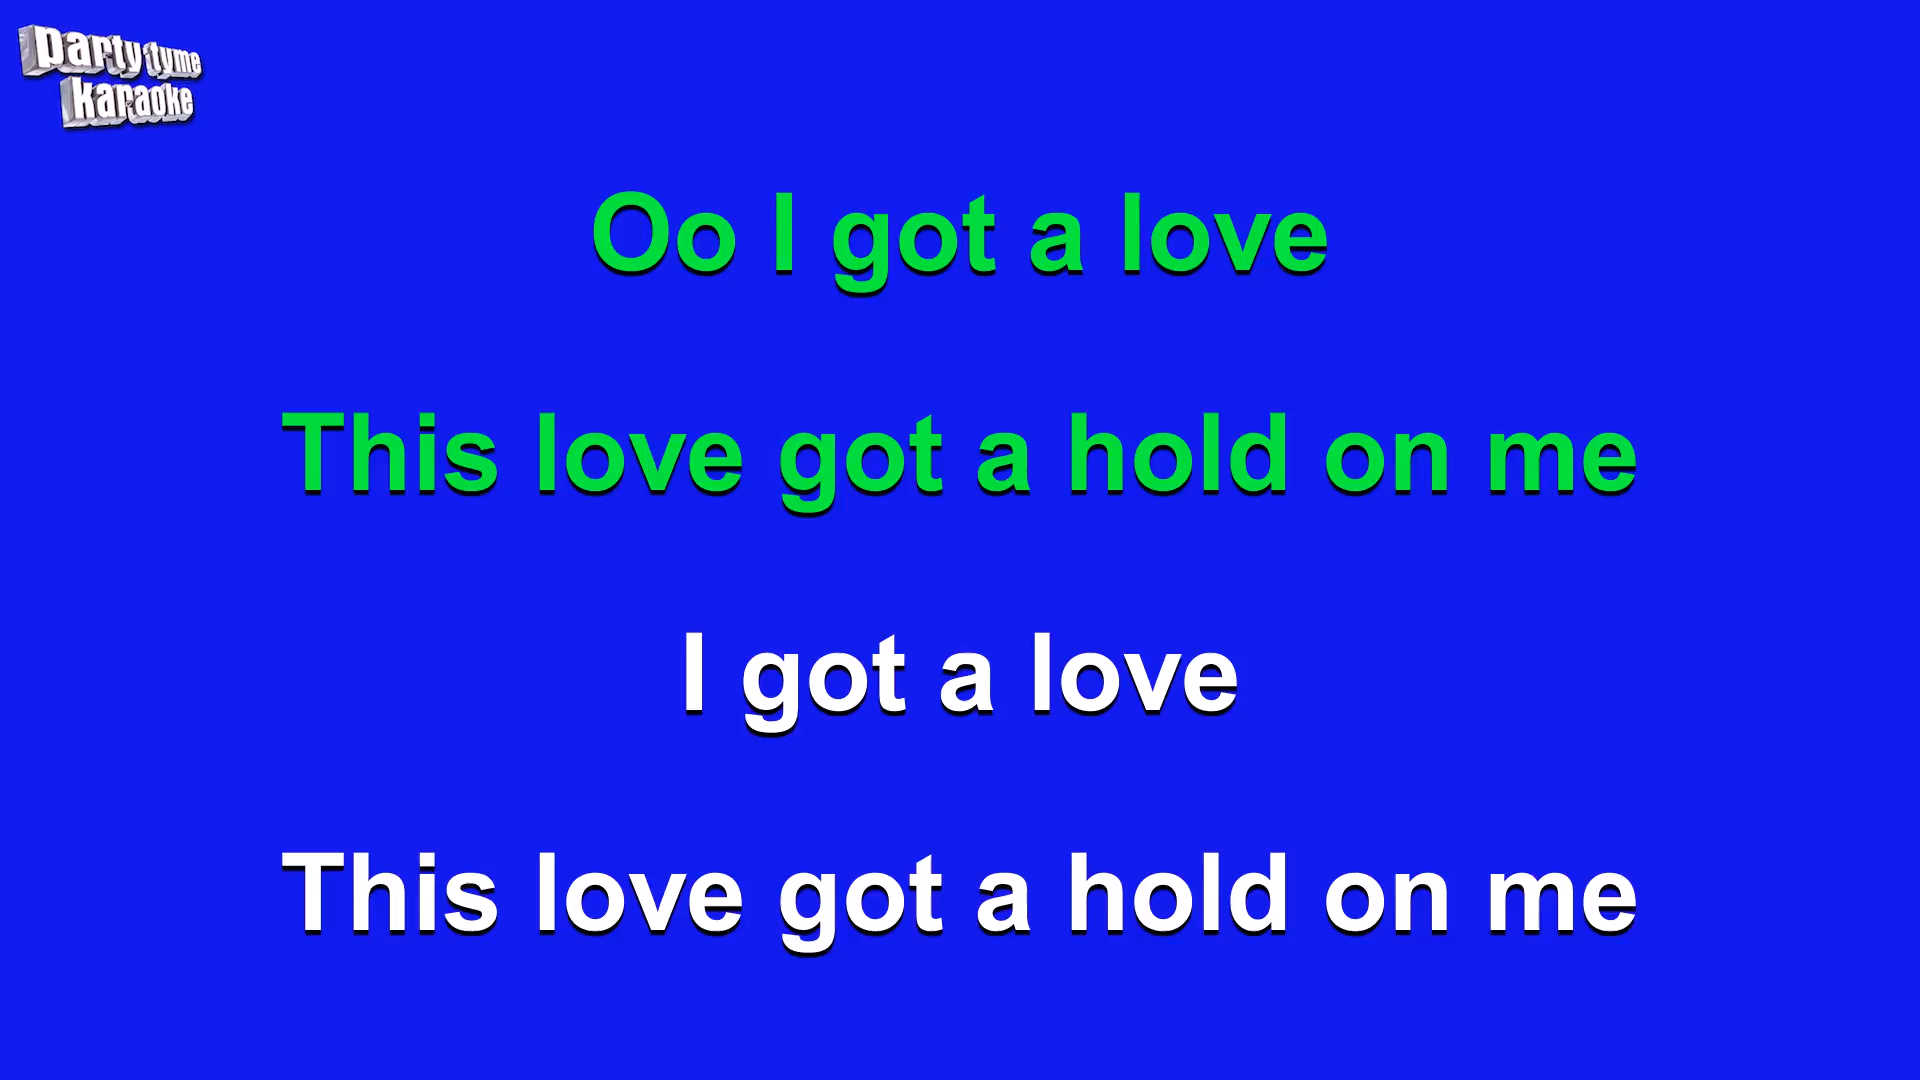 party tyme
karaoke
Oo I got a love
This love got a hold on me
I got a love
This love got a hold on me